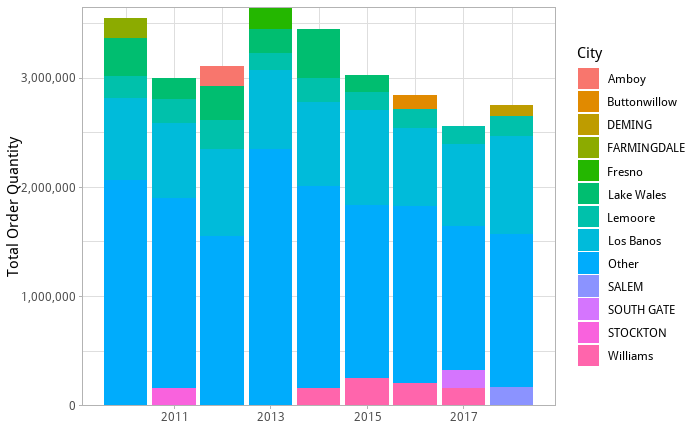 Total Order Quantity
3,000,000
2,000,000
1,000,000
0
2011
2013
2015
2017
City
Amboy
Buttonwillow
DEMING
FARMINGDALE
Fresno
Lake Wales
Lemoore
Los Banos
Other
SALEM
SOUTH GATE
STOCKTON
Williams